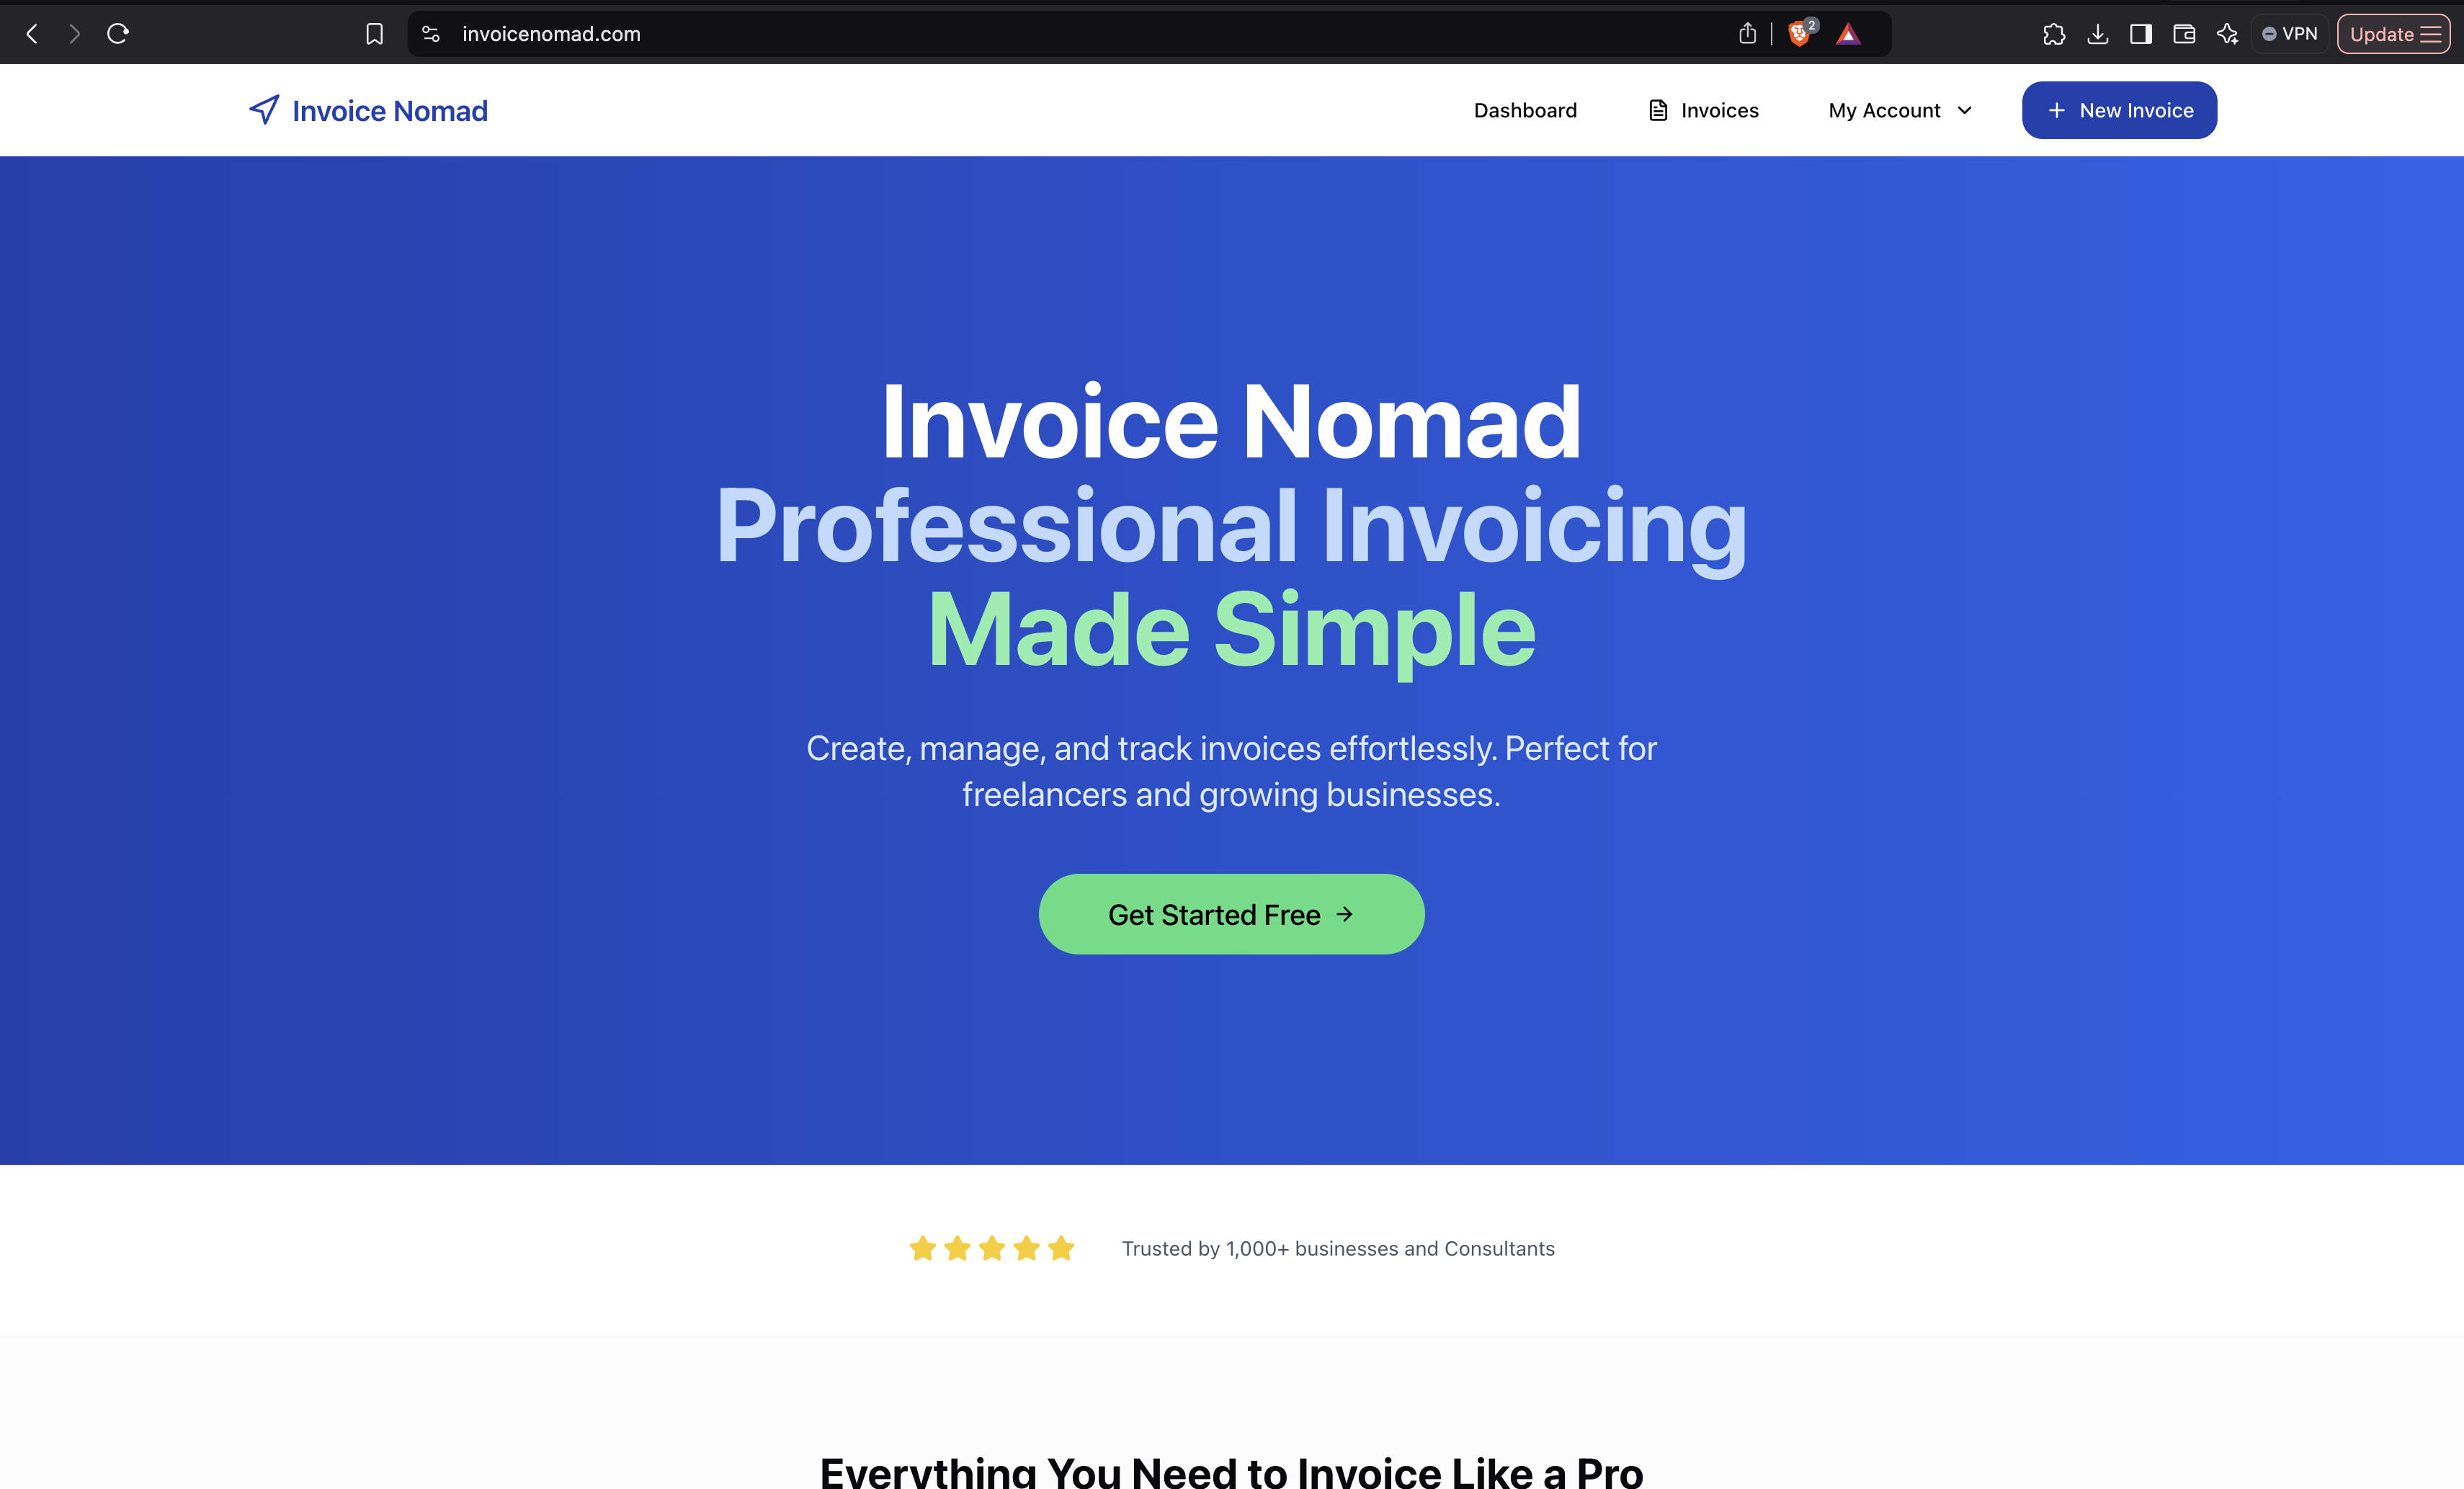 invoicenomad.com
2
VPN
Update
Invoice Nomad
Dashboard
Invoices
My Account
New Invoice
Invoice Nomad
Professional Invoicing
Made Simple
Create, manage, and track invoices effortlessly. Perfect for
freelancers and growing businesses.
Get Started Free →
Trusted by 1,000+ businesses and Consultants
Everything You Need to Invoice Like a Pro